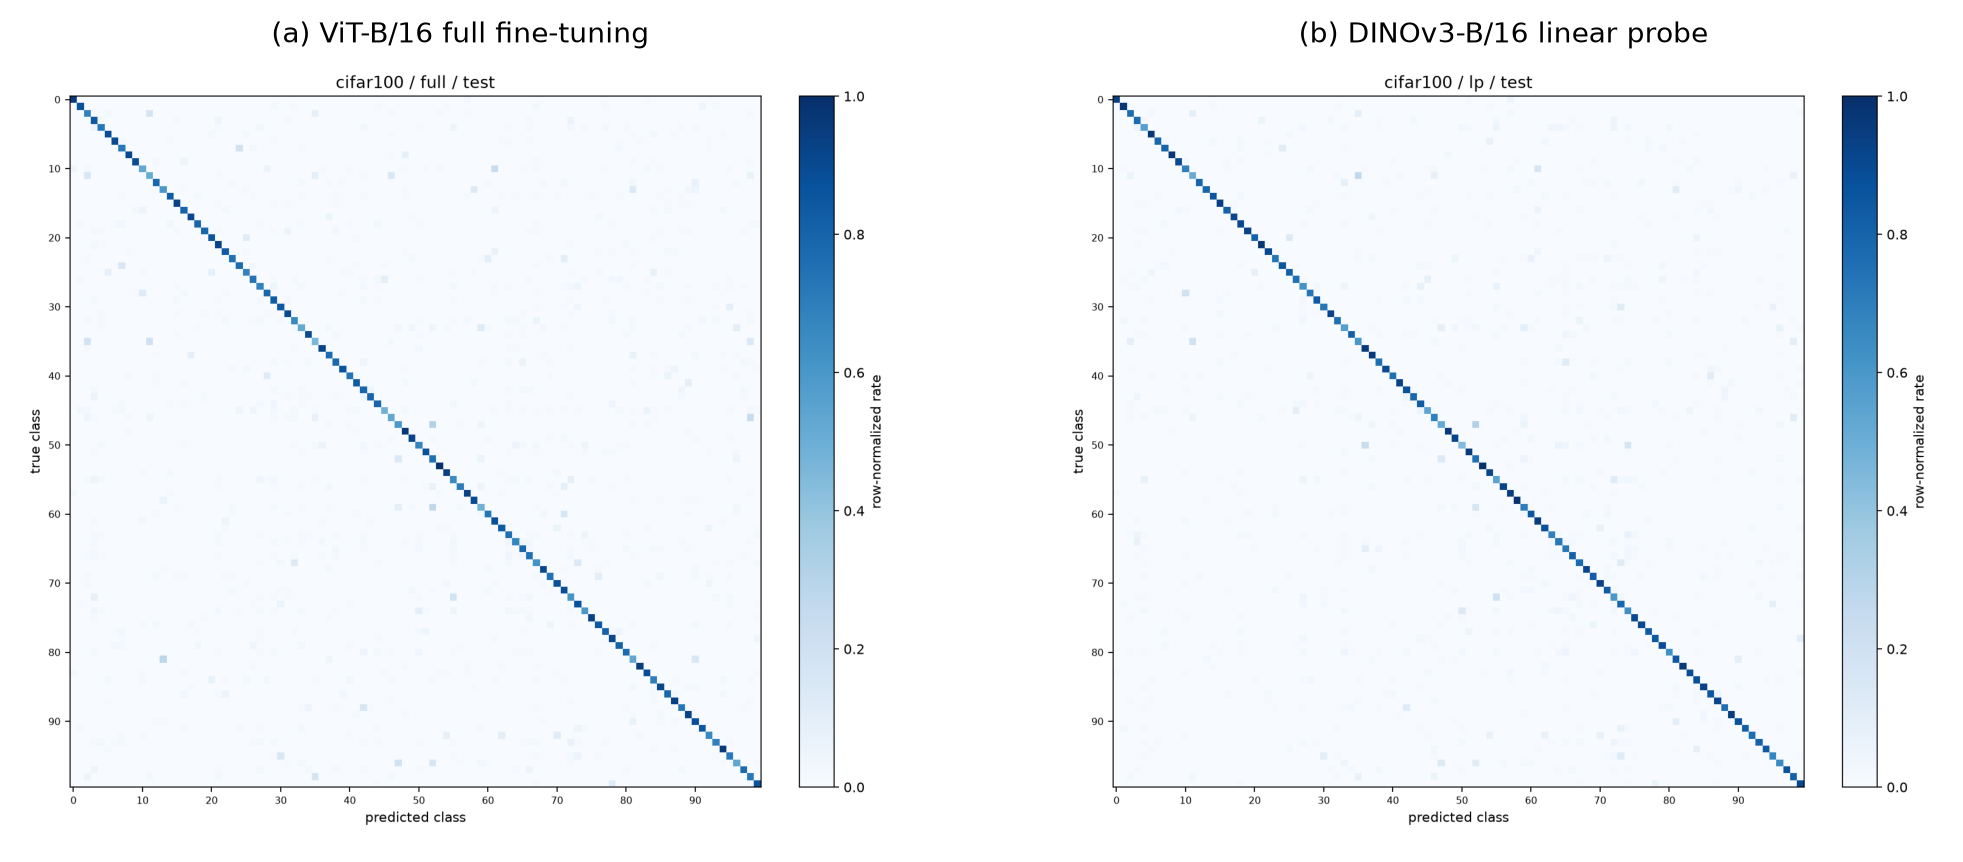 (a) ViT-B/16 full fine-tuning
cifar100 / full / test
0
10
20
30
40
50
60
70
80
90
true class
0 10 20 30 40 50 60 70 80 90
predicted class
1.0
0.8
0.6
0.4
0.2
0.0
row-normalized rate
(b) DINOv3-B/16 linear probe
cifar100 / lp / test
0
10
20
30
40
50
60
70
80
90
true class
0 10 20 30 40 50 60 70 80 90
predicted class
1.0
0.8
0.6
0.4
0.2
0.0
row-normalized rate